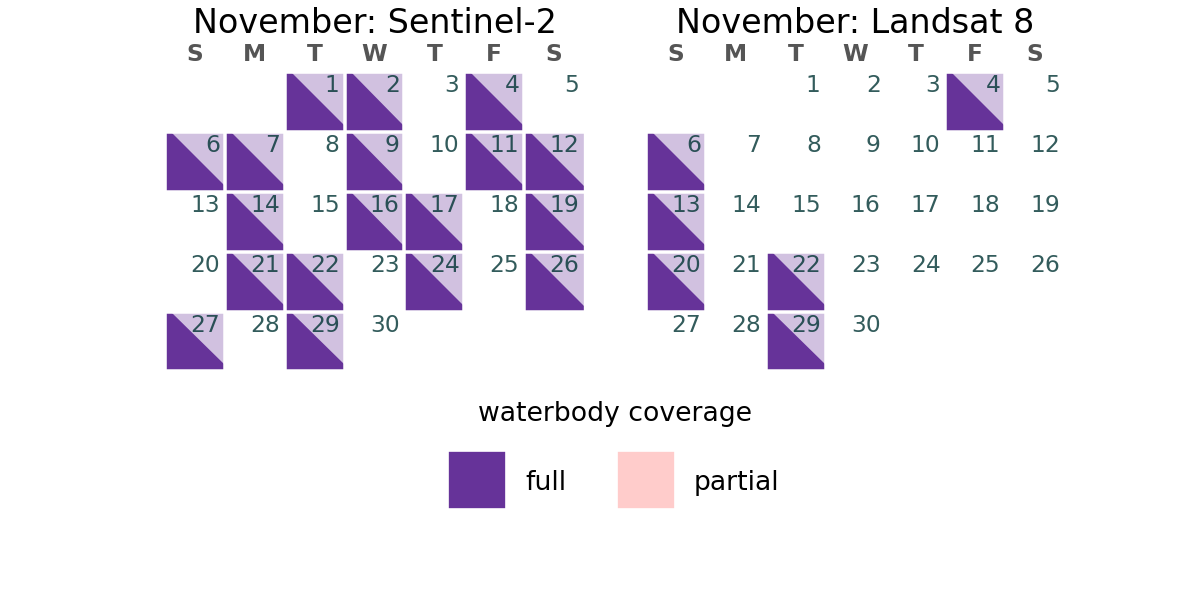 November: Sentinel-2
S M T W T F S
1 2 3 4 5
6 7 8 9 10 11 12
13 14 15 16 17 18 19
20 21 22 23 24 25 26
27 28 29 30
November: Landsat 8
S M T W T F S
1 2 3 4 5
6 7 8 9 10 11 12
13 14 15 16 17 18 19
20 21 22 23 24 25 26
27 28 29 30
waterbody coverage
full partial